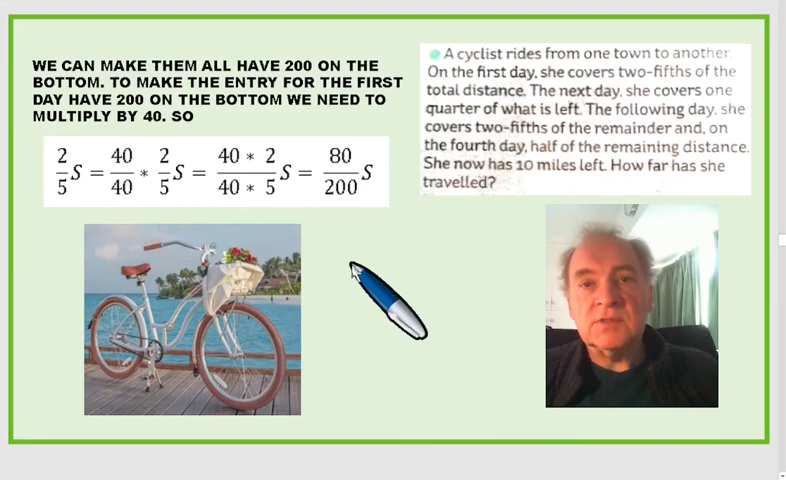 WE CAN MAKE THEM ALL HAVE 200 ON THE
BOTTOM. TO MAKE THE ENTRY FOR THE FIRST
DAY HAVE 200 ON THE BOTTOM WE NEED TO
MULTIPLY BY 40. SO
2/5 S = 40/40 * 2/5 S = 40 * 2/40 * 5 S = 80/200 S
A cyclist rides from one town to another.
On the first day, she covers two-fifths of the
total distance. The next day, she covers one
quarter of what is left. The following day, she
covers two-fifths of the remainder and, on
the fourth day, half of the remaining distance.
She now has 10 miles left. How far has she
travelled?